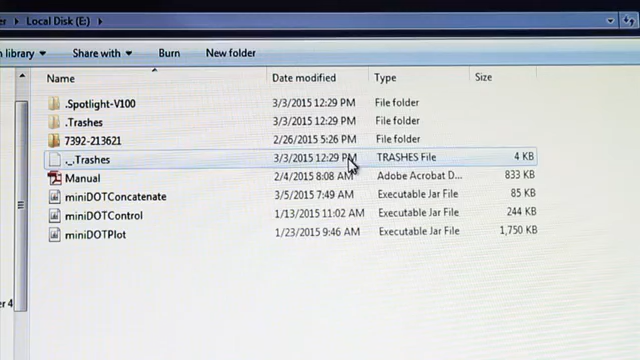 Local Disk (E:)
library Share with Burn New folder
Name Date modified Type Size
.Spotlight-V100 3/3/2015 12:29 PM File folder
.Trashes 3/3/2015 12:29 PM File folder
7392-213621 2/26/2015 5:26 PM File folder
._.Trashes 3/3/2015 12:29 PM TRASHES File 4 KB
Manual 2/4/2015 8:08 AM Adobe Acrobat D... 833 KB
miniDOTConcatenate 3/5/2015 7:49 AM Executable Jar File 85 KB
miniDOTControl 1/13/2015 11:02 AM Executable Jar File 244 KB
miniDOTPlot 1/23/2015 9:46 AM Executable Jar File 1,750 KB